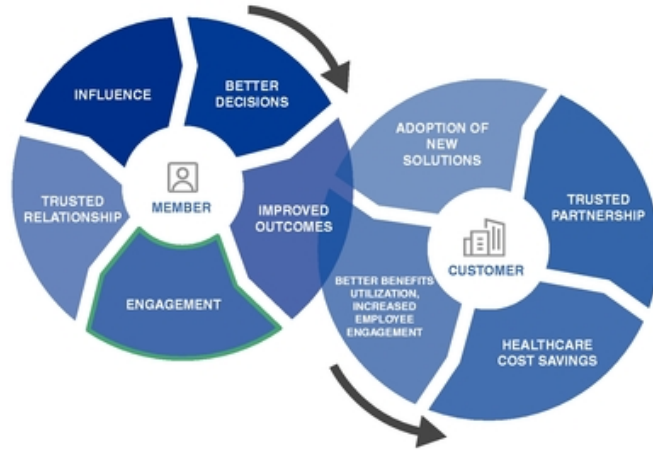 INFLUENCE
BETTER
DECISIONS
TRUSTED
RELATIONSHIP
MEMBER
IMPROVED
OUTCOMES
ENGAGEMENT
ADOPTION OF
NEW
SOLUTIONS
TRUSTED
PARTNERSHIP
CUSTOMER
BETTER BENEFITS
UTILIZATION,
INCREASED
EMPLOYEE
ENGAGEMENT
HEALTHCARE
COST SAVINGS